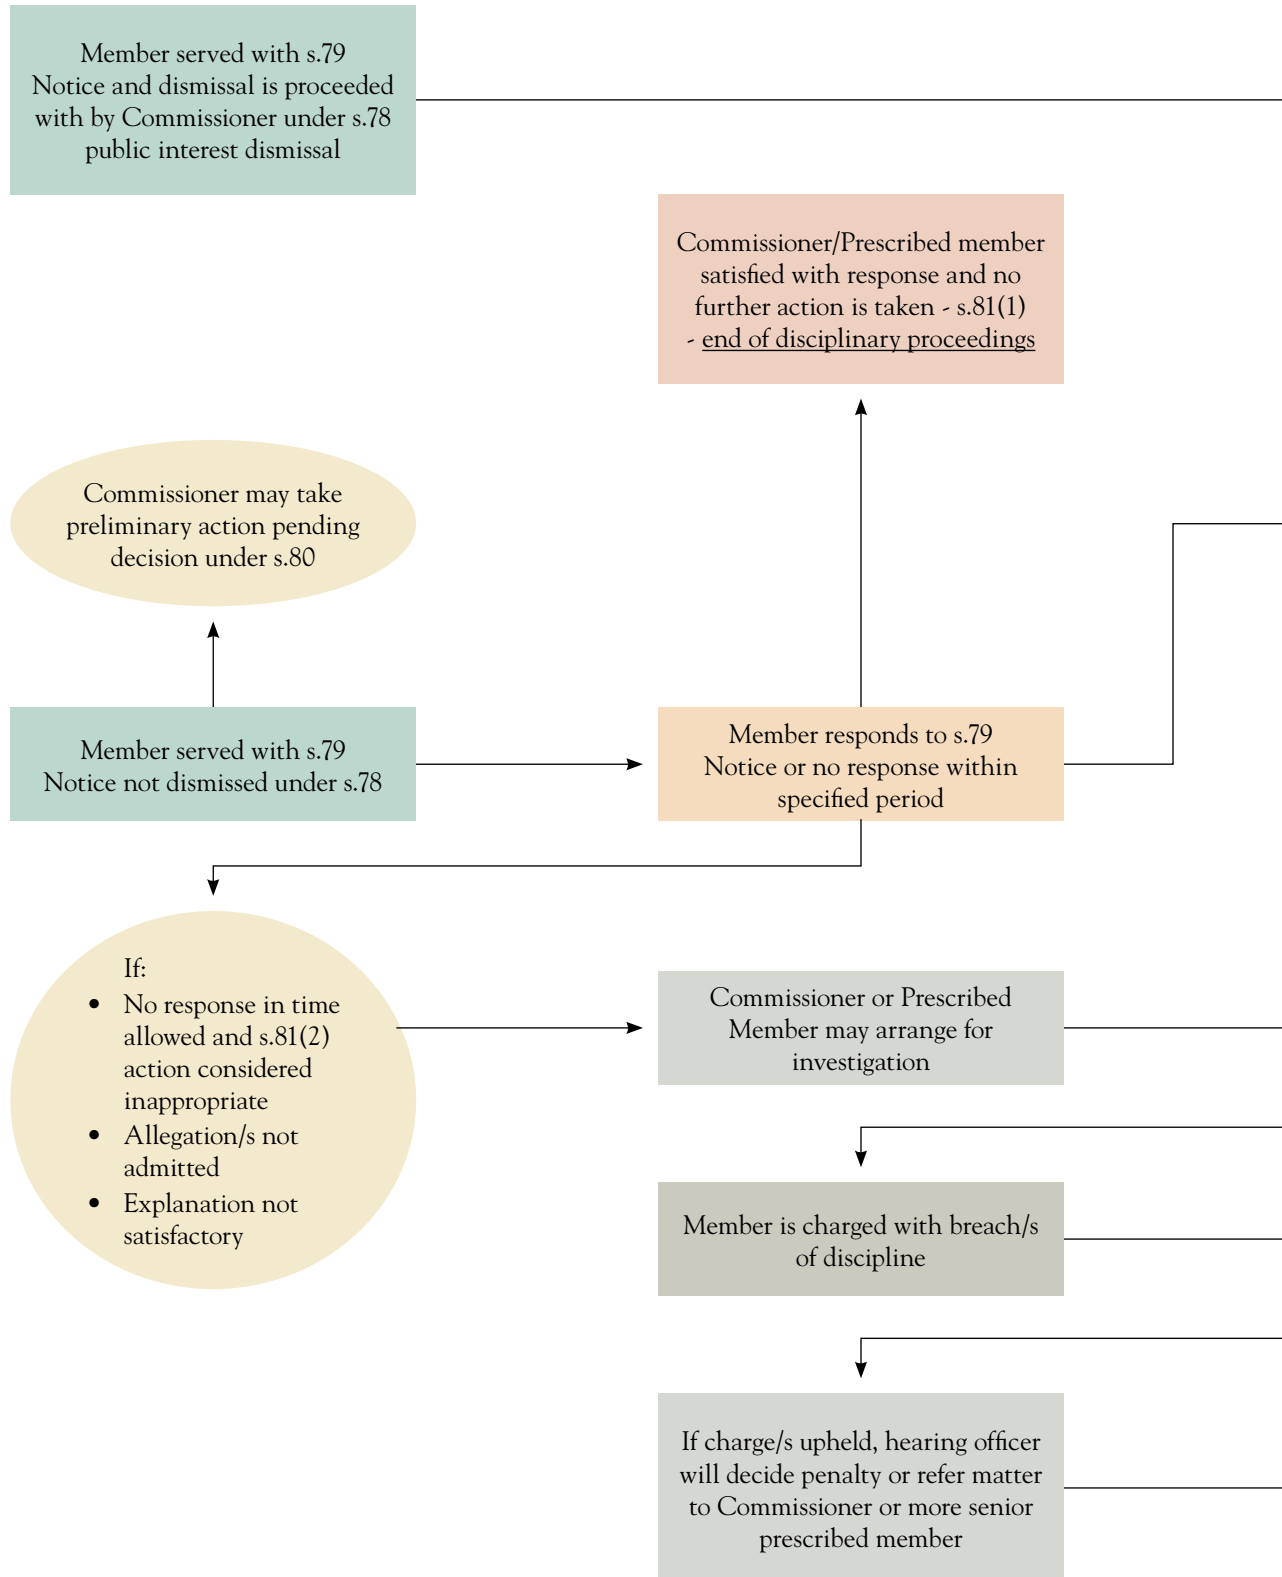 Member served with s.79
Notice and dismissal is proceeded
with by Commissioner under s.78
public interest dismissal
Commissioner/Prescribed member
satisfied with response and no
further action is taken - s.81(1)
- end of disciplinary proceedings
Commissioner may take
preliminary action pending
decision under s.80
Member served with s.79
Notice not dismissed under s.78
Member responds to s.79
Notice or no response within
specified period
If:
• No response in time
allowed and s.81(2)
action considered
inappropriate
• Allegation/s not
admitted
• Explanation not
satisfactory
Commissioner or Prescribed
Member may arrange for
investigation
Member is charged with breach/s
of discipline
If charge/s upheld, hearing officer
will decide penalty or refer matter
to Commissioner or more senior
prescribed member